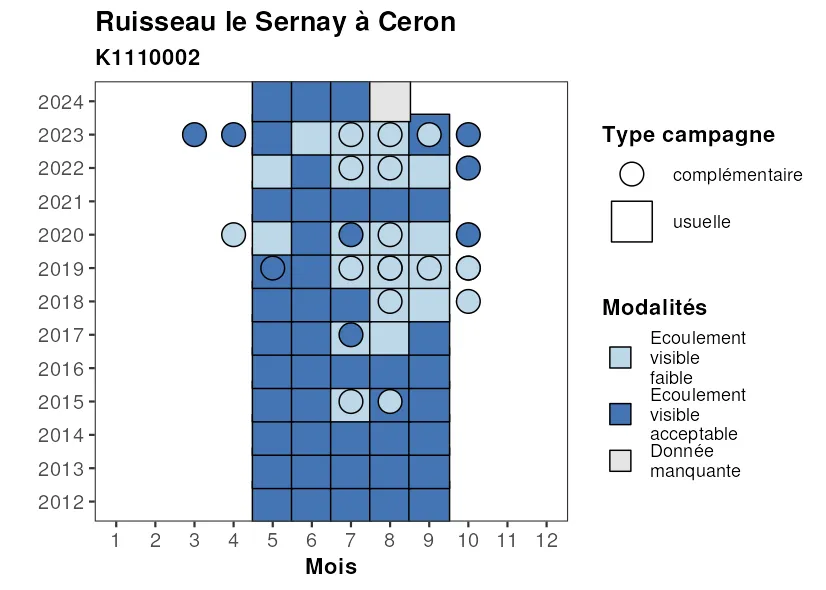 Ruisseau le Sernay à Ceron
K1110002
2024
2023
2022
2021
2020
2019
2018
2017
2016
2015
2014
2013
2012
1 2 3 4 5 6 7 8 9 10 11 12
Mois
Type campagne
complémentaire
usuelle
Modalités
Ecoulement
visible
faible
Ecoulement
visible
acceptable
Donnée
manquante